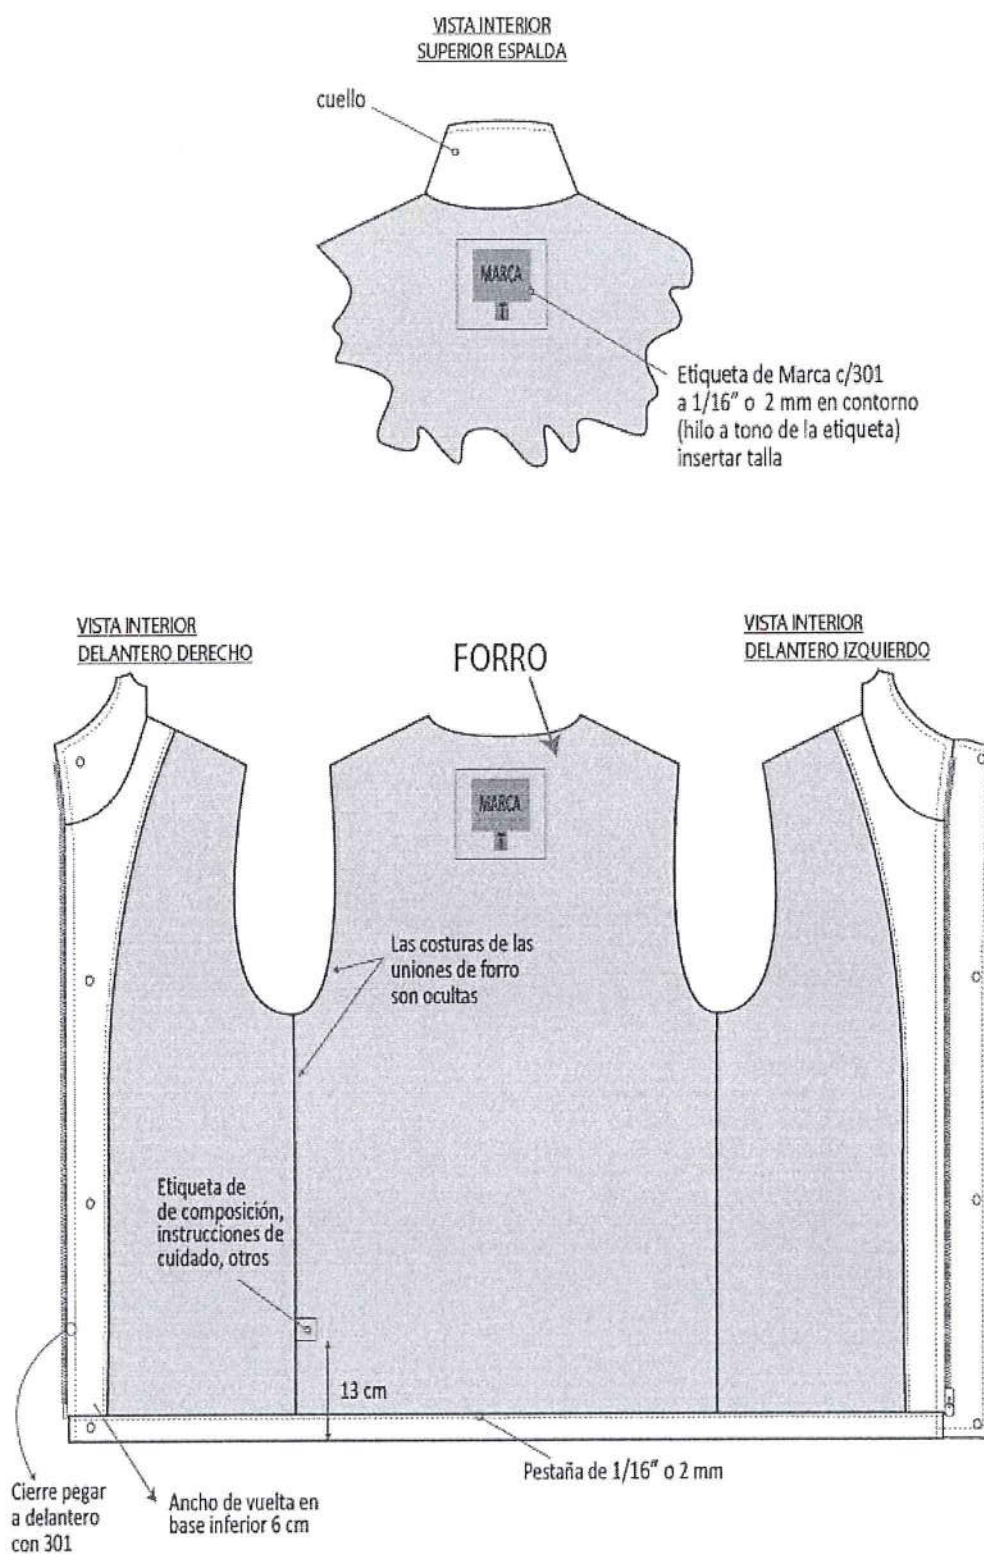 VISTA INTERIOR
SUPERIOR ESPALDA
cuello
MARCA
Etiqueta de Marca c/301
a 1/16" o 2 mm en contorno
(hilo a tono de la etiqueta)
insertar talla
VISTA INTERIOR
DELANTERO DERECHO
FORRO
VISTA INTERIOR
DELANTERO IZQUIERDO
MARCA
Las costuras de las
uniones de forro
son ocultas
Etiqueta de
de composición,
instrucciones de
cuidado, otros
13 cm
Pestaña de 1/16" o 2 mm
Cierre pegar
a delantero
con 301
Ancho de vuelta en
base inferior 6 cm